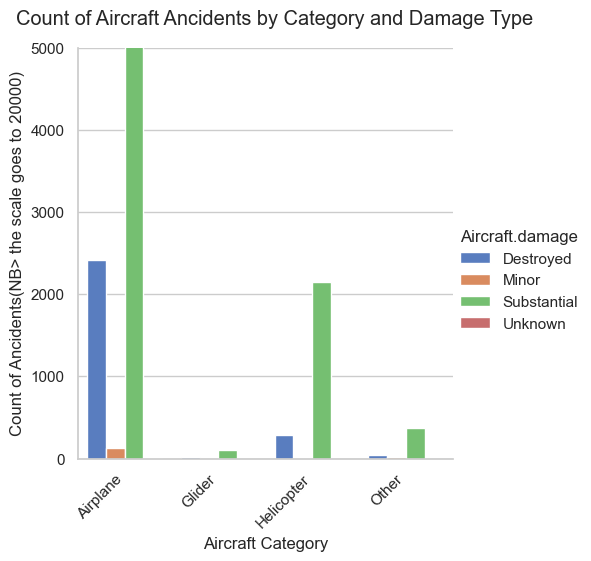 Count of Aircraft Ancidents by Category and Damage Type
Count of Ancidents(NB> the scale goes to 20000)
5000
4000
3000
2000
1000
0
Airplane
Glider
Helicopter
Other
Aircraft Category
Aircraft.damage
Destroyed
Minor
Substantial
Unknown